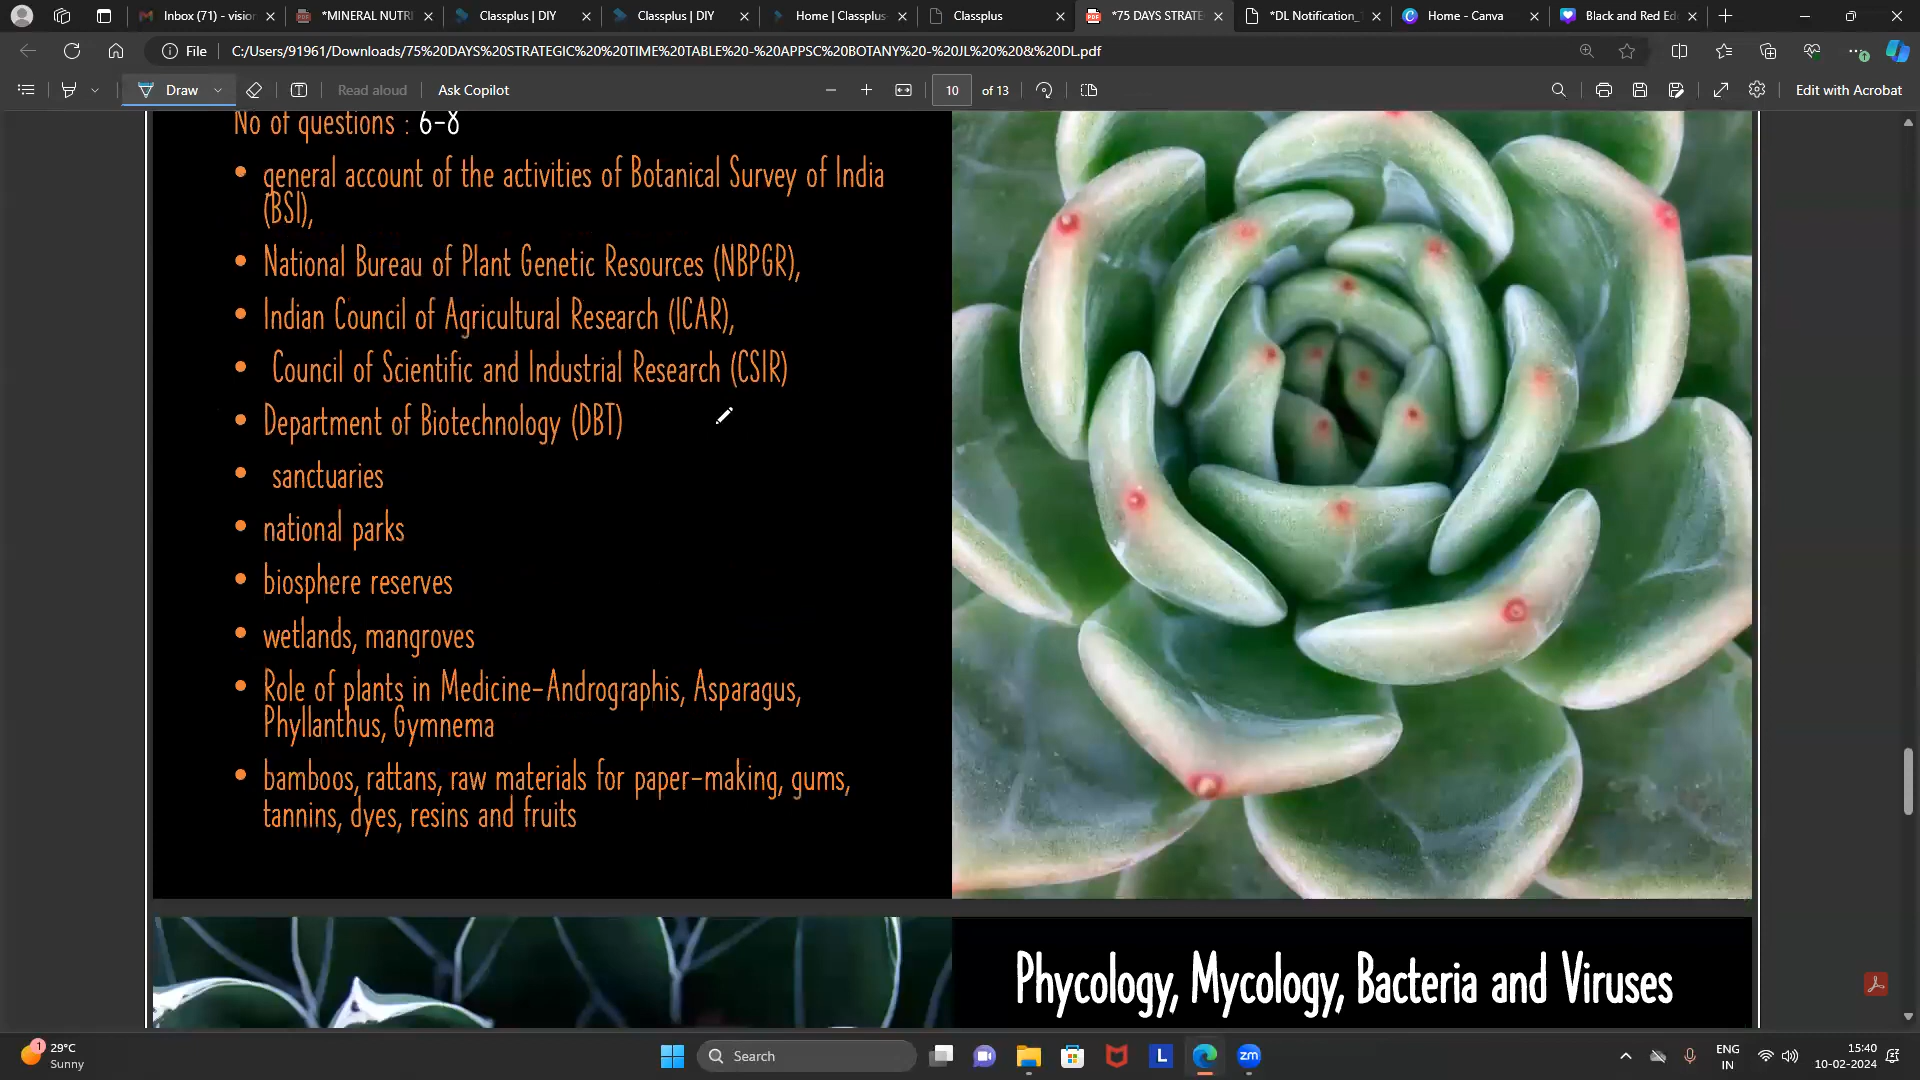 Inbox (71) - vision
*MINERAL NUTRI
Classplus | DIY
Classplus | DIY
Home | Classplus
Classplus
*75 DAYS STRATE
*DL Notification_
Home - Canva
Black and Red Ed
File
C:/Users/91961/Downloads/75%20DAYS%20STRATEGIC%20%20TIME%20TABLE%20-%20APPSC%20BOTANY%20-%20JL%20%20&%20DL.pdf
Draw
Read aloud
Ask Copilot
10
of 13
Edit with Acrobat
No of questions : 6-8
• general account of the activities of Botanical Survey of India
(BSI),
• National Bureau of Plant Genetic Resources (NBPGR),
• Indian Council of Agricultural Research (ICAR),
• Council of Scientific and Industrial Research (CSIR)
• Department of Biotechnology (DBT)
• sanctuaries
• national parks
• biosphere reserves
• wetlands, mangroves
• Role of plants in Medicine-Andrographis, Asparagus,
Phyllanthus, Gymnema
• bamboos, rattans, raw materials for paper-making, gums,
tannins, dyes, resins and fruits
Phycology, Mycology, Bacteria and Viruses
1
29°C
Sunny
Search
L
zm
ENG
IN
15:40
10-02-2024